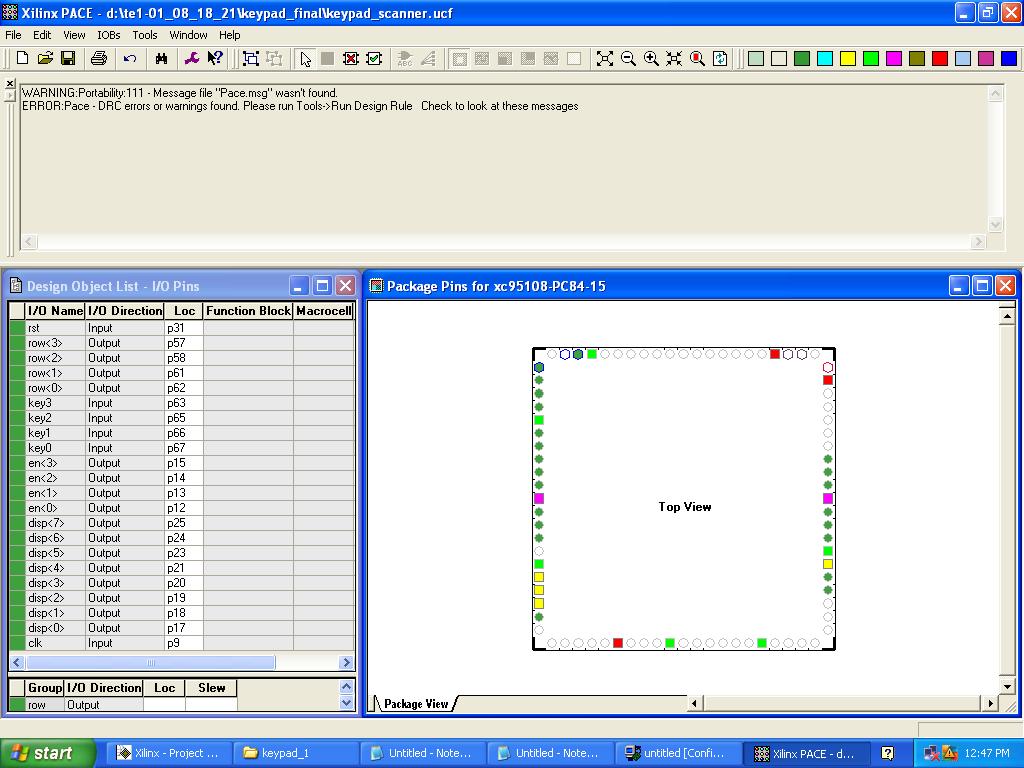 Xilinx PACE - d:\te1-01_08_18_21\keypad_final\keypad_scanner.ucf
File Edit View IOBs Tools Window Help
ABC
WARNING:Portability:111 - Message file "Pace.msg" wasn't found.
ERROR:Pace - DRC errors or warnings found. Please run Tools->Run Design Rule Check to look at these messages
Design Object List - I/O Pins
I/O Name I/O Direction Loc Function Block Macrocell
rst Input p31
row<3> Output p57
row<2> Output p58
row<1> Output p61
row<0> Output p62
key3 Input p63
key2 Input p65
key1 Input p66
key0 Input p67
en<3> Output p15
en<2> Output p14
en<1> Output p13
en<0> Output p12
disp<7> Output p25
disp<6> Output p24
disp<5> Output p23
disp<4> Output p21
disp<3> Output p20
disp<2> Output p19
disp<1> Output p18
disp<0> Output p17
clk Input p9
Group I/O Direction Loc Slew
row Output
Package Pins for xc95108-PC84-15
Top View
Package View
start Xilinx - Project ... keypad_1 Untitled - Note... Untitled - Note... untitled [Confi... Xilinx PACE - d... 12:47 PM